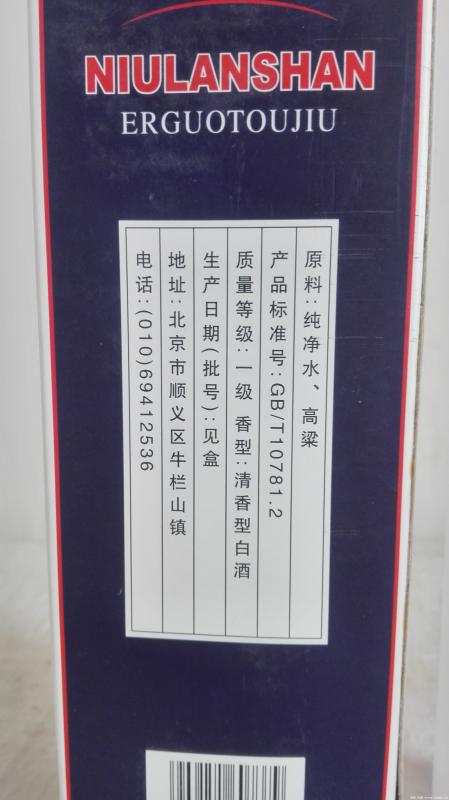 NIULANSHAN
ERGUOTOUJIU
原料:纯净水、高粱
产品标准号:GB/T10781.2
质量等级:一级 香型:清香型白酒
生产日期(批号):见盒
地址:北京市顺义区牛栏山镇
电话:(010)69412536